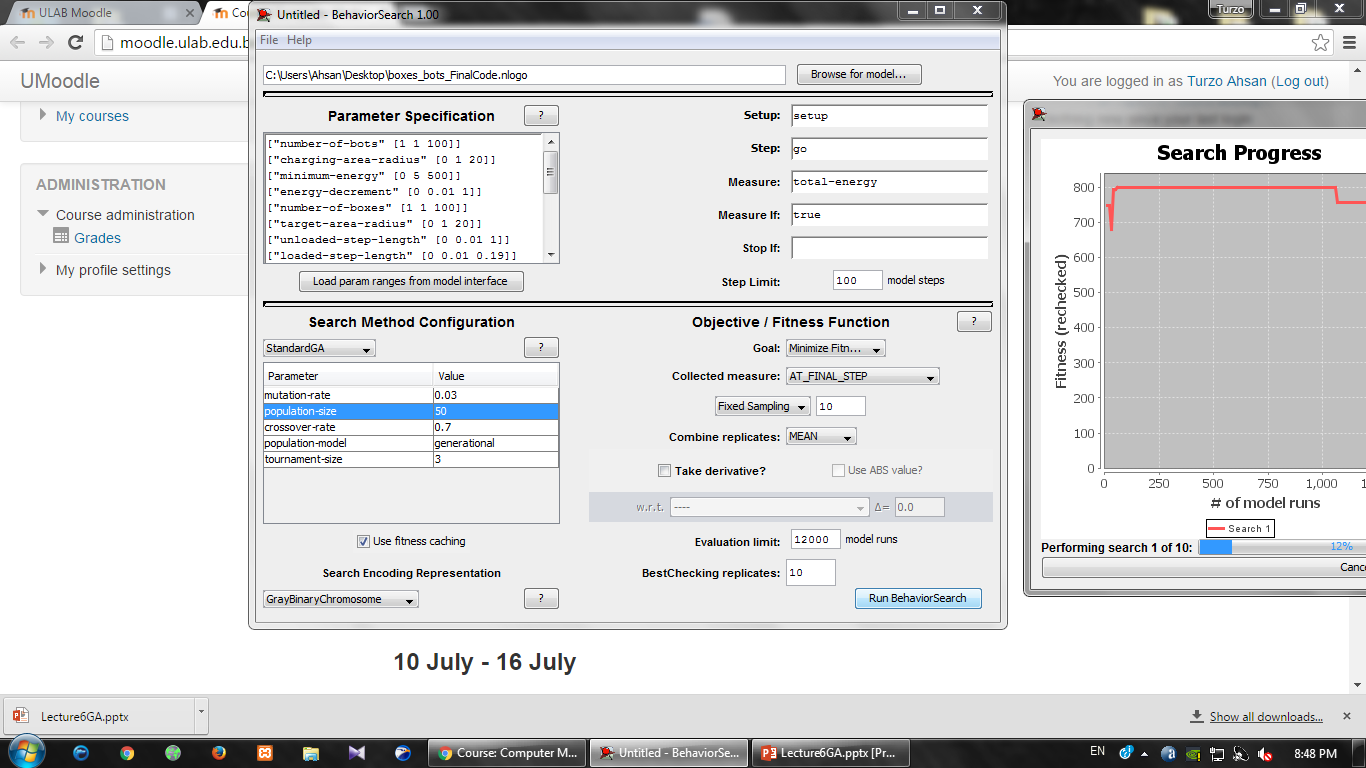 ULAB Moodle
Co
Untitled - BehaviorSearch 1.00
Turzo
moodle.ulab.edu.b
File Help
UMoodle
You are logged in as Turzo Ahsan (Log out)
My courses
ADMINISTRATION
Course administration
Grades
My profile settings
C:\Users\Ahsan\Desktop\boxes_bots_FinalCode.nlogo
Browse for model...
Parameter Specification
?
["number-of-bots" [1 1 100]]
["charging-area-radius" [0 1 20]]
["minimum-energy" [0 5 500]]
["energy-decrement" [0 0.01 1]]
["number-of-boxes" [1 1 100]]
["target-area-radius" [0 1 20]]
["unloaded-step-length" [0 0.01 1]]
["loaded-step-length" [0 0.01 0.19]]
Load param ranges from model interface
Setup: setup
Step: go
Measure: total-energy
Measure If: true
Stop If:
Step Limit: 100 model steps
Search Method Configuration
StandardGA
?
Parameter Value
mutation-rate 0.03
population-size 50
crossover-rate 0.7
population-model generational
tournament-size 3
Use fitness caching
Search Encoding Representation
GrayBinaryChromosome
?
Objective / Fitness Function
?
Goal: Minimize Fitn...
Collected measure: AT_FINAL_STEP
Fixed Sampling 10
Combine replicates: MEAN
Take derivative? Use ABS value?
w.r.t. ---- Δ= 0.0
Evaluation limit: 12000 model runs
BestChecking replicates: 10
Run BehaviorSearch
Search Progress
Fitness (rechecked)
800
700
600
500
400
300
200
100
0
0 250 500 750 1,000
# of model runs
Search 1
Performing search 1 of 10: 12%
Canc
10 July - 16 July
Lecture6GA.pptx
Show all downloads...
Course: Computer M...
Untitled - BehaviorSe...
Lecture6GA.pptx [Pr...
EN
8:48 PM